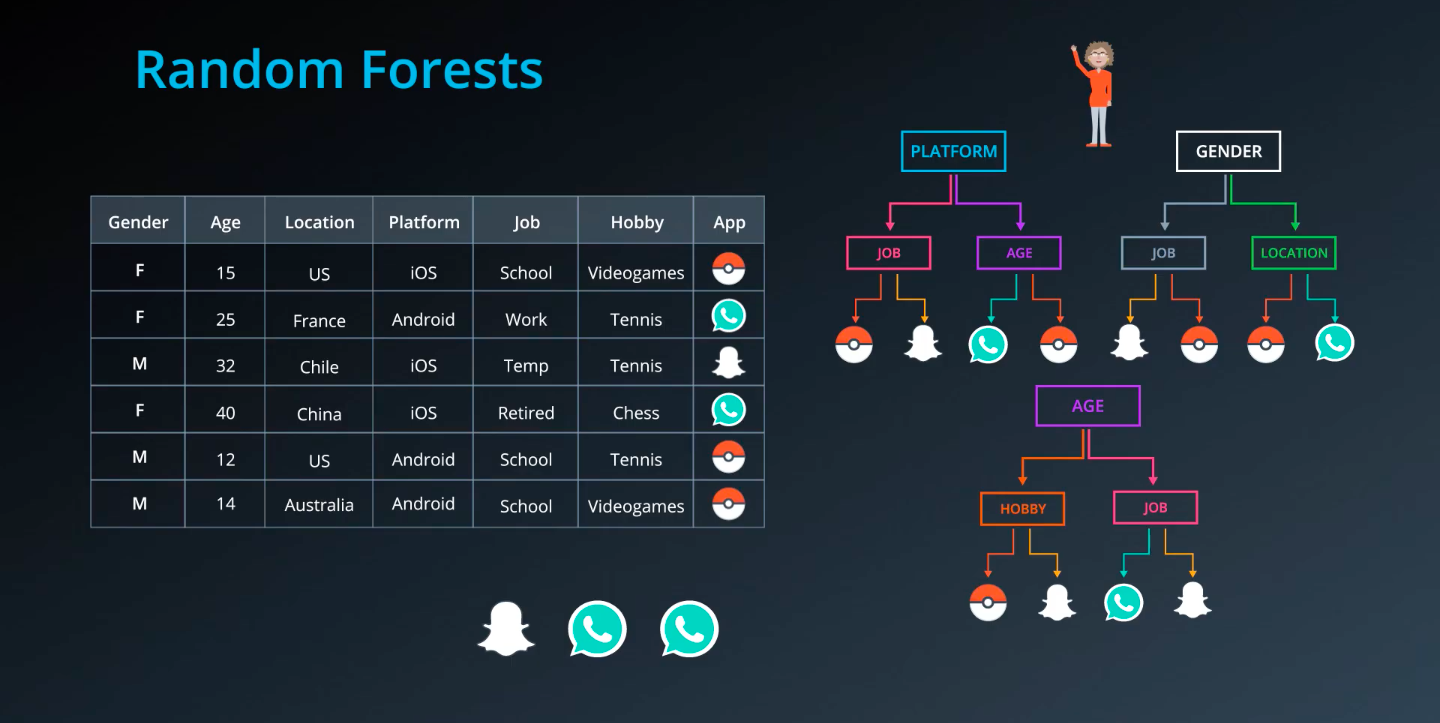 Random Forests
Gender Age Location Platform Job Hobby App
F 15 US iOS School Videogames
F 25 France Android Work Tennis
M 32 Chile iOS Temp Tennis
F 40 China iOS Retired Chess
M 12 US Android School Tennis
M 14 Australia Android School Videogames
PLATFORM GENDER
JOB AGE JOB LOCATION
AGE
HOBBY JOB